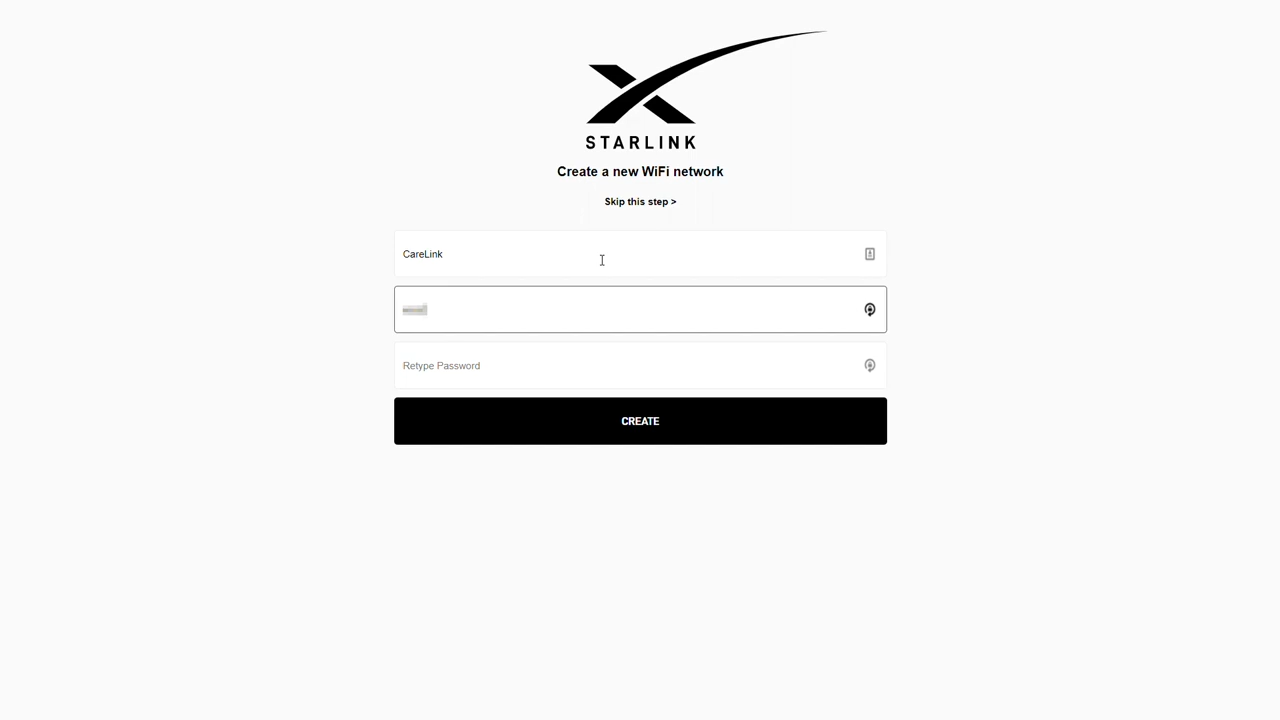 STARLINK
Create a new WiFi network
Skip this step >
CareLink
Retype Password
CREATE